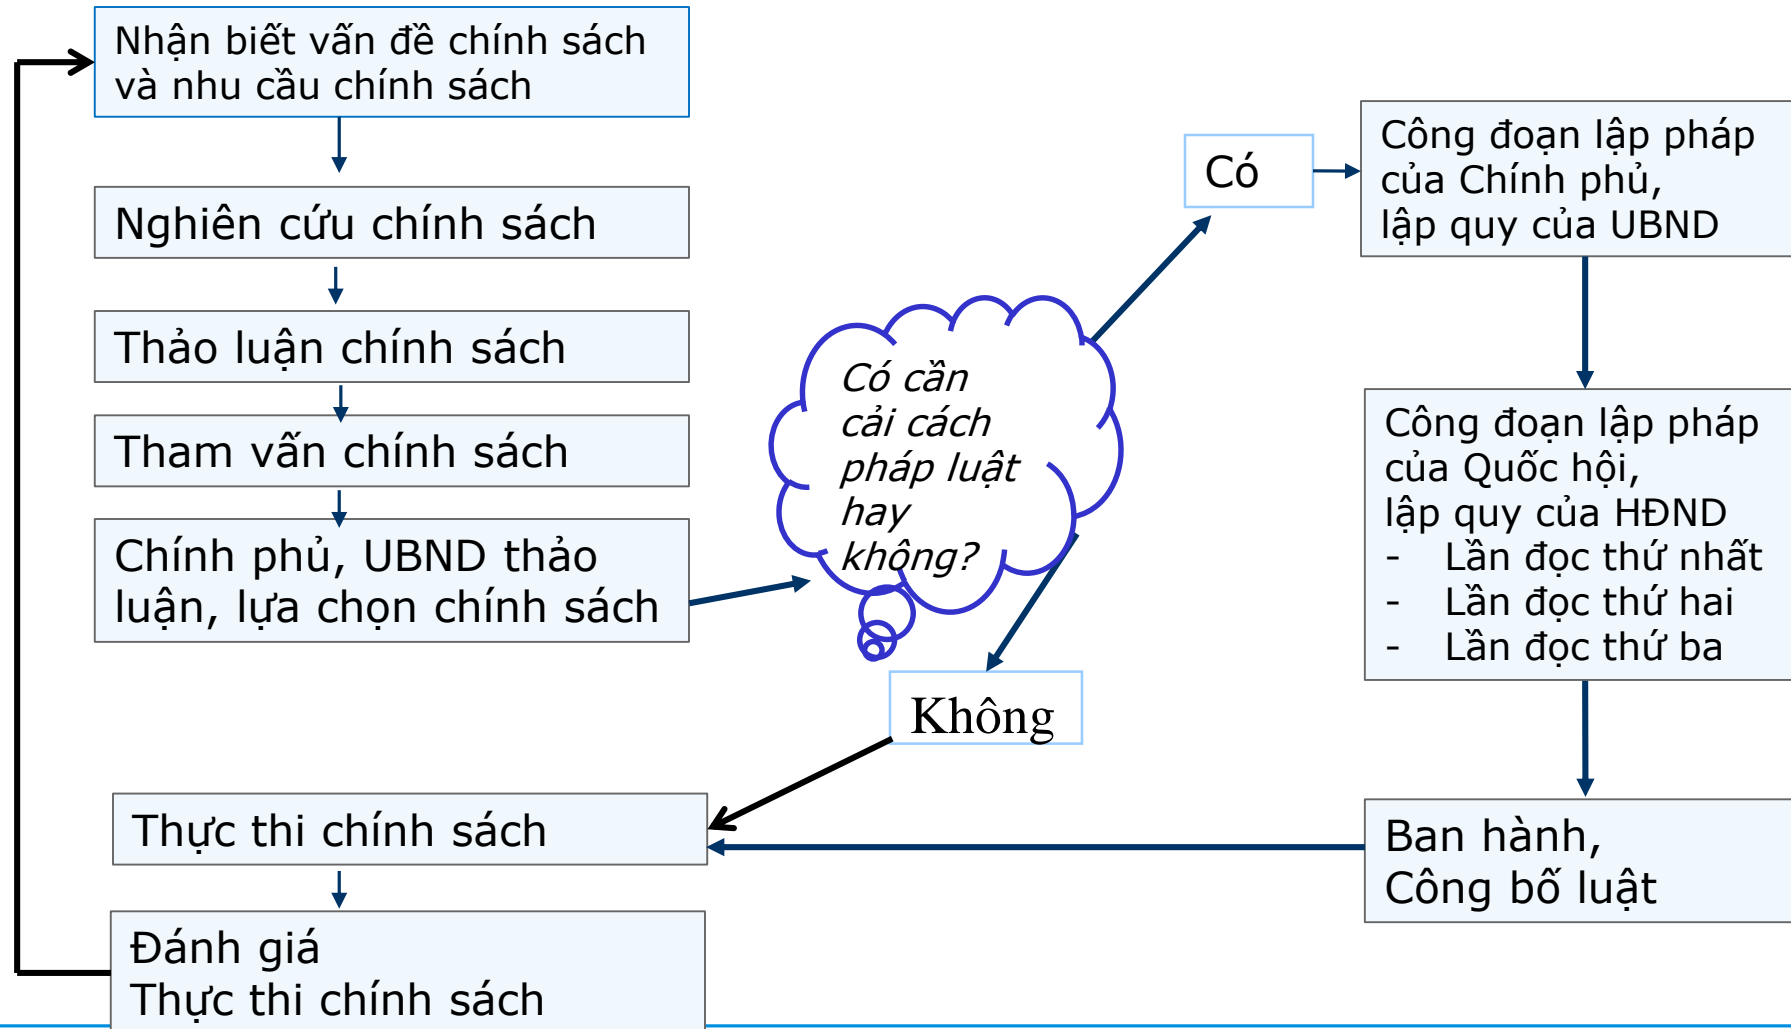 Nhận biết vấn đề chính sách
và nhu cầu chính sách
Nghiên cứu chính sách
Thảo luận chính sách
Tham vấn chính sách
Chính phủ, UBND thảo
luận, lựa chọn chính sách
Có cần
cải cách
pháp luật
hay
không?
Có
Không
Công đoạn lập pháp
của Chính phủ,
lập quy của UBND
Công đoạn lập pháp
của Quốc hội,
lập quy của HĐND
- Lần đọc thứ nhất
- Lần đọc thứ hai
- Lần đọc thứ ba
Ban hành,
Công bố luật
Thực thi chính sách
Đánh giá
Thực thi chính sách